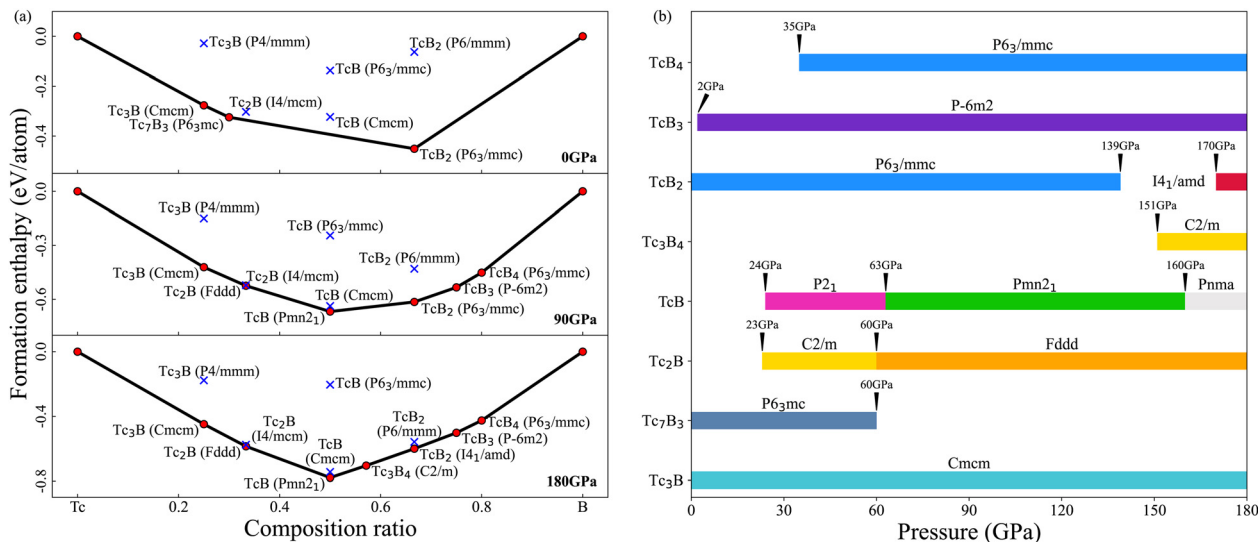 (a)
Formation enthalpy (eV/atom)
0.0
-0.2
-0.4
Tc₃B (P4/mmm)
TcB₂ (P6/mmm)
TcB (P6₃/mmc)
Tc₃B (Cmcm)
Tc₂B (I4/mcm)
Tc₇B₃ (P6₃mc)
TcB (Cmcm)
TcB₂ (P6₃/mmc)
0GPa
0.0
-0.3
-0.6
Tc₃B (P4/mmm)
TcB (P6₃/mmc)
TcB₂ (P6/mmm)
Tc₃B (Cmcm)
Tc₂B (I4/mcm)
TcB₄ (P6₃/mmc)
Tc₂B (Fddd)
TcB (Cmcm)
TcB₃ (P-6m2)
TcB (Pmn2₁)
TcB₂ (P6₃/mmc)
90GPa
0.0
-0.4
-0.8
Tc₃B (P4/mmm)
TcB (P6₃/mmc)
Tc₃B (Cmcm)
Tc₂B
(I4/mcm)
TcB₂
(P6/mmm)
TcB₄ (P6₃/mmc)
Tc₂B (Fddd)
TcB
(Cmcm)
TcB₃ (P-6m2)
TcB₂ (I4₁/amd)
Tc₃B₄ (C2/m)
TcB (Pmn2₁)
180GPa
Tc
0.2
0.4
0.6
0.8
B
Composition ratio
(b)
35GPa
P6₃/mmc
TcB₄
2GPa
P-6m2
TcB₃
139GPa
170GPa
P6₃/mmc
TcB₂
I4₁/amd
151GPa
C2/m
Tc₃B₄
24GPa
63GPa
160GPa
P2₁
Pmn2₁
Pnma
TcB
23GPa
60GPa
C2/m
Fddd
Tc₂B
60GPa
P6₃mc
Tc₇B₃
Cmcm
Tc₃B
0
30
60
90
120
150
180
Pressure (GPa)